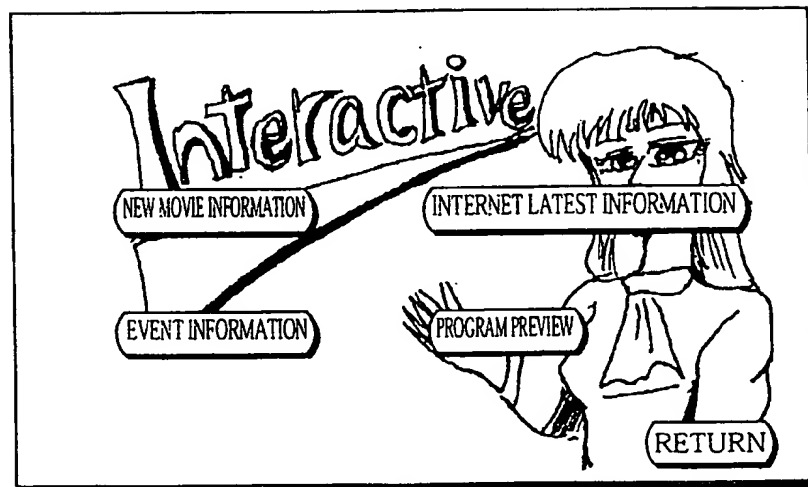 Interactive
NEW MOVIE INFORMATION
INTERNET LATEST INFORMATION
EVENT INFORMATION
PROGRAM PREVIEW
RETURN